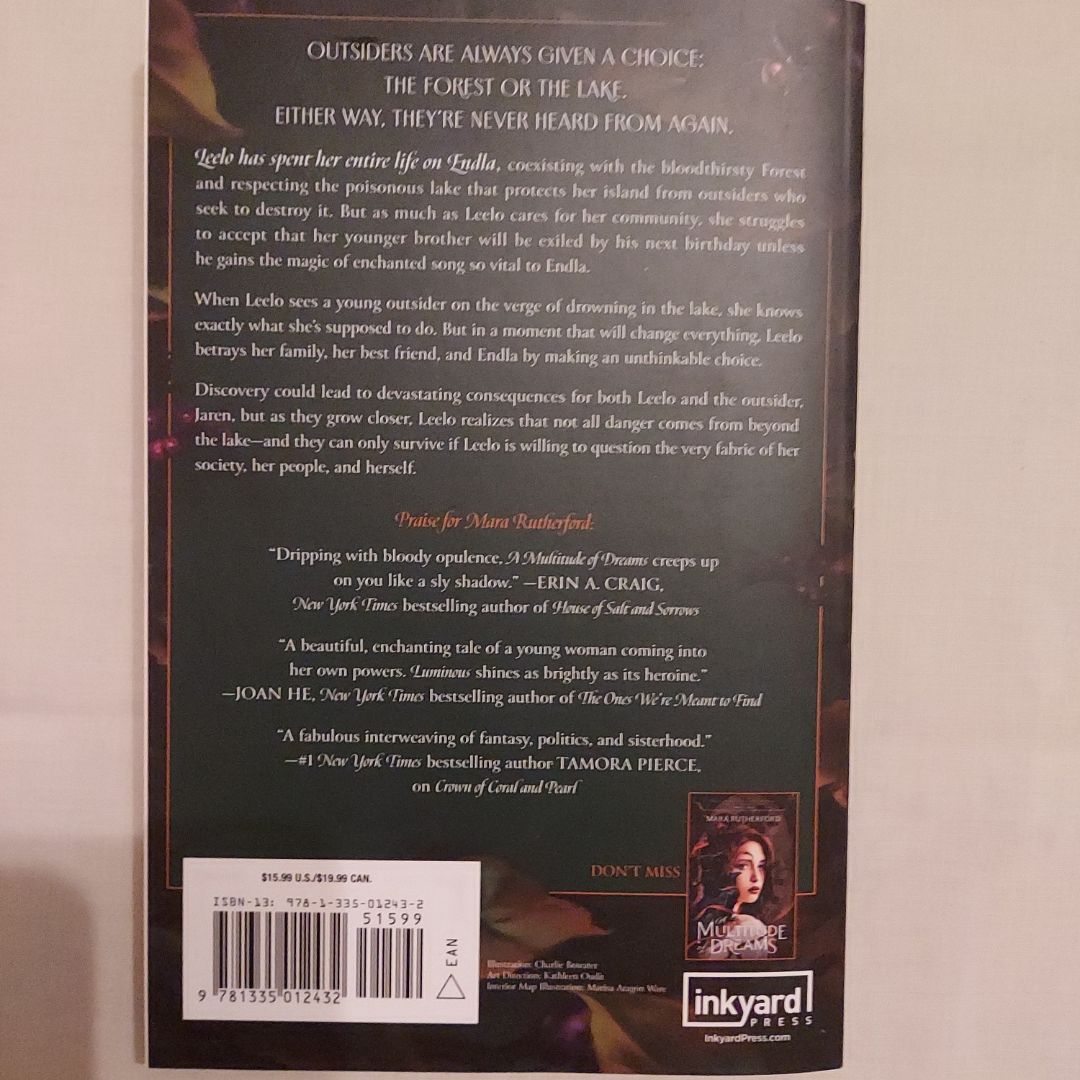 OUTSIDERS ARE ALWAYS GIVEN A CHOICE:
THE FOREST OR THE LAKE.
EITHER WAY, THEY'RE NEVER HEARD FROM AGAIN.
Leelo has spent her entire life on Endla, coexisting with the bloodthirsty Forest
and respecting the poisonous lake that protects her island from outsiders who
seek to destroy it. But as much as Leelo cares for her community, she struggles
to accept that her younger brother will be exiled by his next birthday unless
he gains the magic of enchanted song so vital to Endla.
When Leelo sees a young outsider on the verge of drowning in the lake, she knows
exactly what she's supposed to do. But in a moment that will change everything, Leelo
betrays her family, her best friend, and Endla by making an unthinkable choice.
Discovery could lead to devastating consequences for both Leelo and the outsider,
Jaren, but as they grow closer, Leelo realizes that not all danger comes from beyond
the lake—and they can only survive if Leelo is willing to question the very fabric of her
society, her people, and herself.
Praise for Mara Rutherford:
"Dripping with bloody opulence, A Multitude of Dreams creeps up
on you like a sly shadow." —ERIN A. CRAIG,
New York Times bestselling author of House of Salt and Sorrows
"A beautiful, enchanting tale of a young woman coming into
her own powers. Luminous shines as brightly as its heroine."
—JOAN HE, New York Times bestselling author of The Ones We're Meant to Find
"A fabulous interweaving of fantasy, politics, and sisterhood."
—#1 New York Times bestselling author TAMORA PIERCE,
on Crown of Coral and Pearl
DON'T MISS
MARA RUTHERFORD
A
MULTITUDE
of DREAMS
$15.99 U.S./$19.99 CAN.
ISBN-13: 978-1-335-01243-2
51599
9 781335 012432
EAN
Illustration: Charlie Bowater
Art Direction: Kathleen Oudit
Interior Map Illustration: Marisa Aragón Ware
inkyard
PRESS
InkyardPress.com